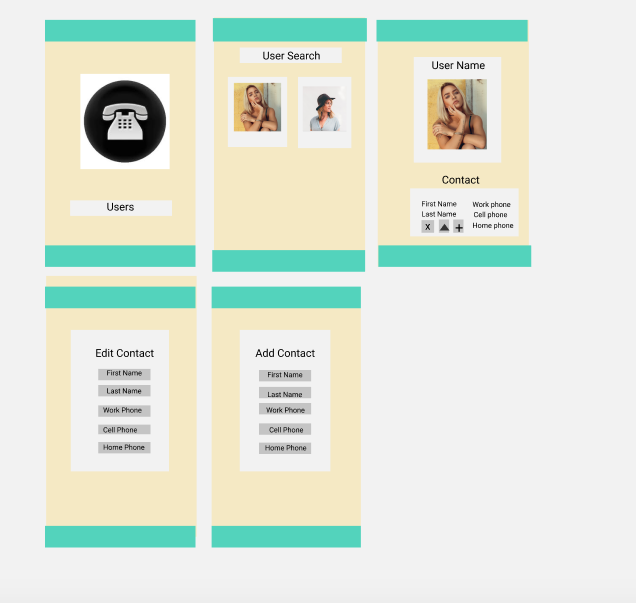 Users
User Search
User Name
Contact
First Name
Last Name
X
+
Work phone
Cell phone
Home phone
Edit Contact
First Name
Last Name
Work Phone
Cell Phone
Home Phone
Add Contact
First Name
Last Name
Work Phone
Cell Phone
Home Phone